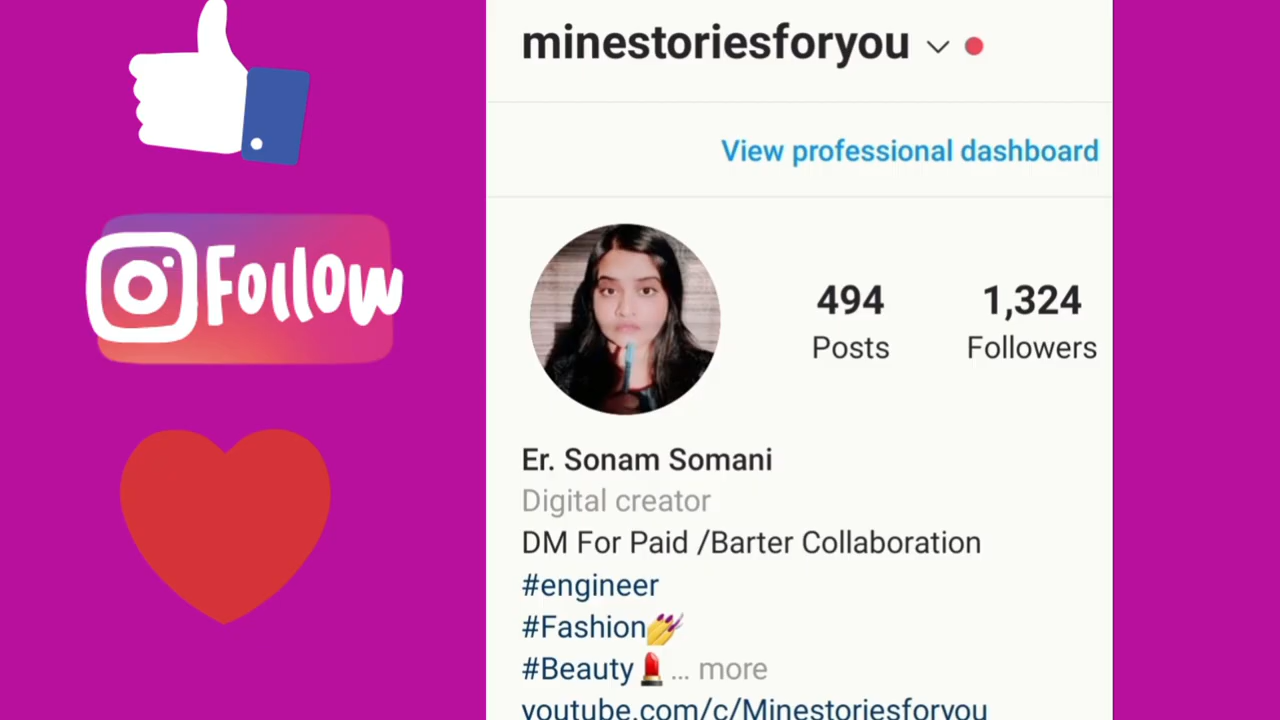 minestoriesforyou
View professional dashboard
Follow
494
Posts
1,324
Followers
Er. Sonam Somani
Digital creator
DM For Paid /Barter Collaboration
#engineer
#Fashion💅
#Beauty💄... more
youtube.com/c/Minestoriesforyou